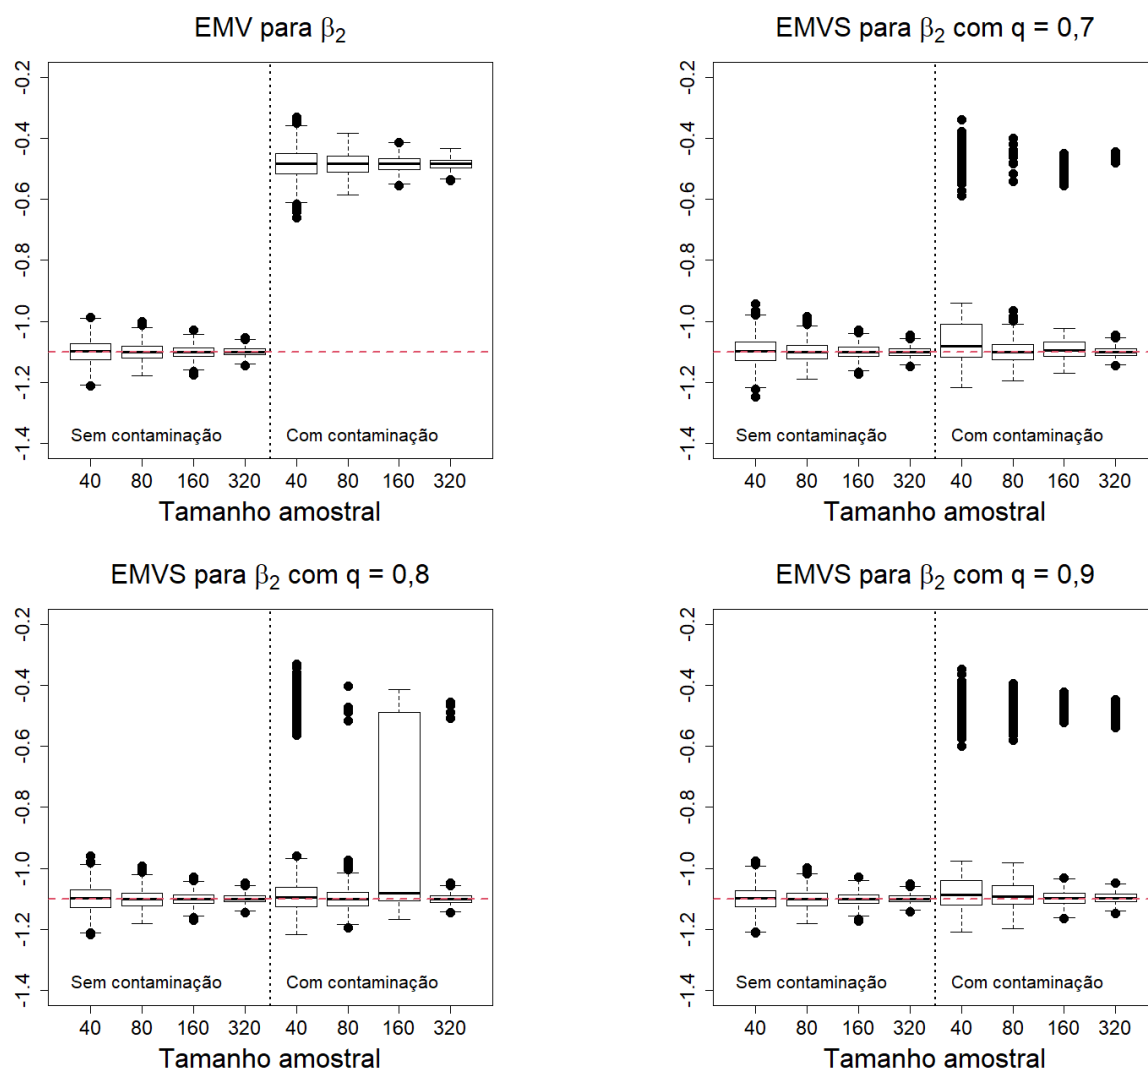 EMV para β2
-0.2
-0.4
-0.6
-0.8
-1.0
-1.2
-1.4
Sem contaminação
Com contaminação
40 80 160 320 40 80 160 320
Tamanho amostral
EMVS para β2 com q = 0,7
-0.2
-0.4
-0.6
-0.8
-1.0
-1.2
-1.4
Sem contaminação
Com contaminação
40 80 160 320 40 80 160 320
Tamanho amostral
EMVS para β2 com q = 0,8
-0.2
-0.4
-0.6
-0.8
-1.0
-1.2
-1.4
Sem contaminação
Com contaminação
40 80 160 320 40 80 160 320
Tamanho amostral
EMVS para β2 com q = 0,9
-0.2
-0.4
-0.6
-0.8
-1.0
-1.2
-1.4
Sem contaminação
Com contaminação
40 80 160 320 40 80 160 320
Tamanho amostral